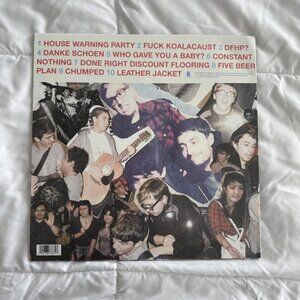 1 HOUSE WARNING PARTY 2 FUCK KOALACAUST 3 DFHP?
4 DANKE SCHOEN 5 WHO GAVE YOU A BABY? 6 CONSTANT
NOTHING 7 DONE RIGHT DISCOUNT FLOORING 8 FIVE BEER
PLAN 9 CHUMPED 10 LEATHER JACKET